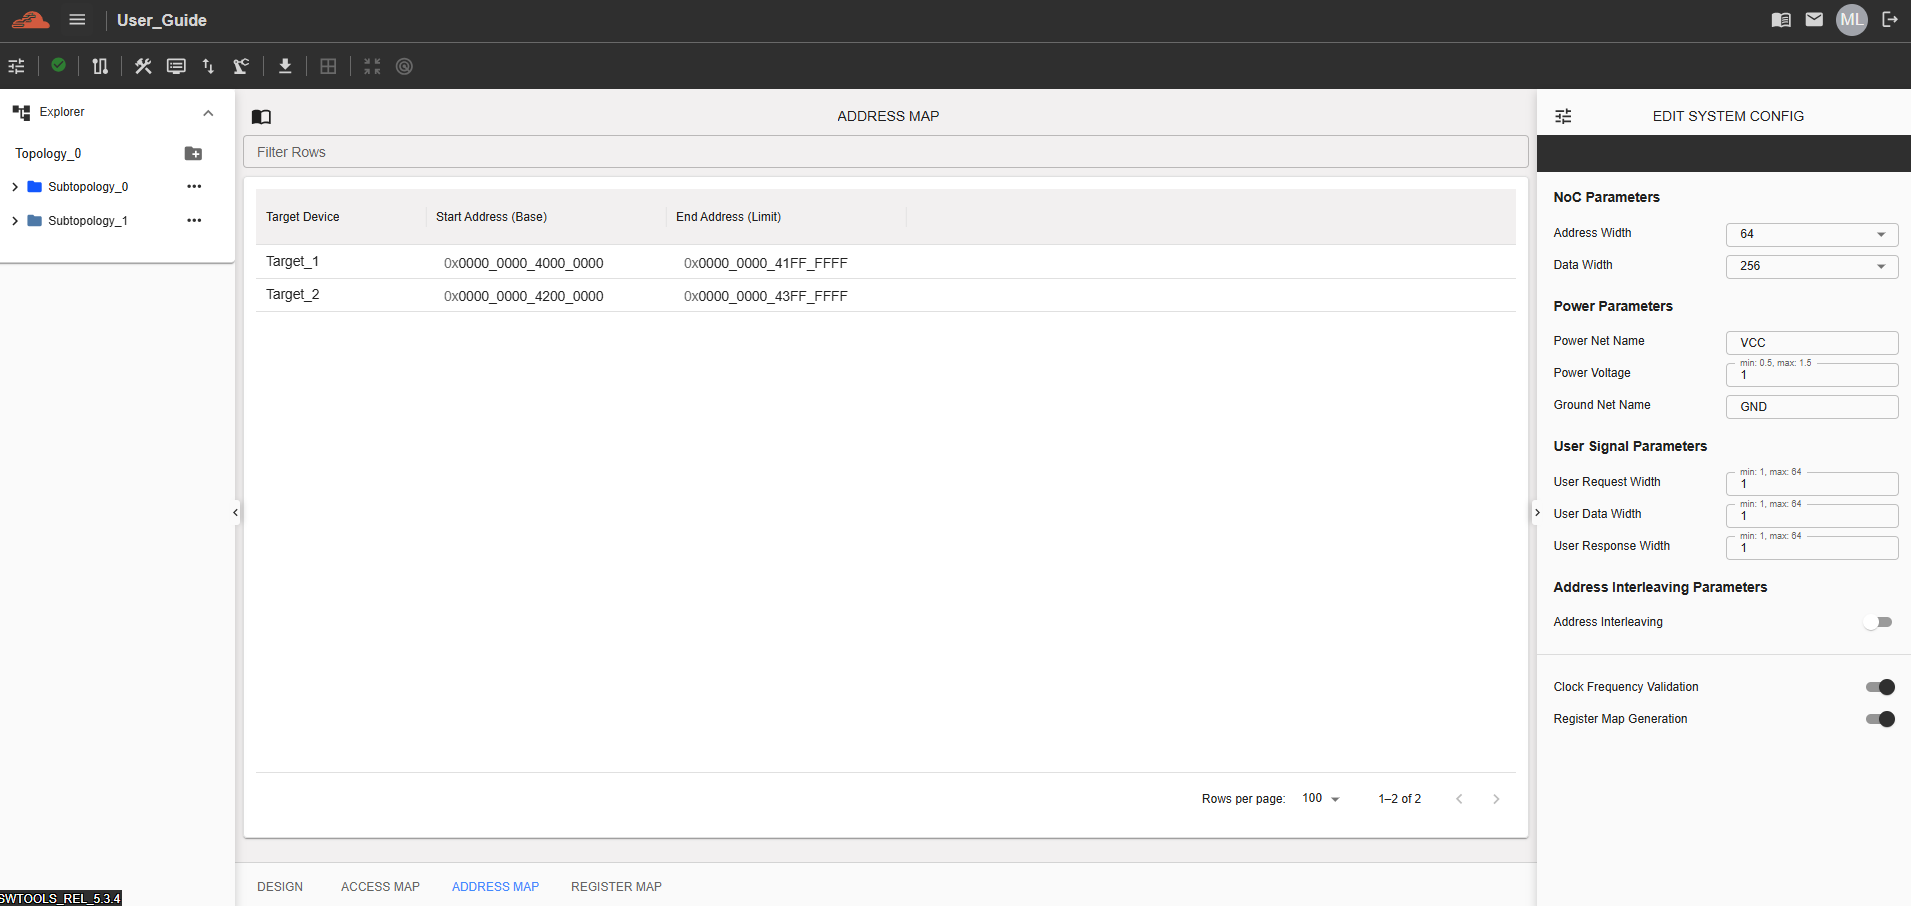 User_Guide
ML
Explorer
Topology_0
Subtopology_0
Subtopology_1
ADDRESS MAP
Filter Rows
Target Device Start Address (Base) End Address (Limit)
Target_1 0x0000_0000_4000_0000 0x0000_0000_41FF_FFFF
Target_2 0x0000_0000_4200_0000 0x0000_0000_43FF_FFFF
Rows per page: 100 1–2 of 2
DESIGN ACCESS MAP ADDRESS MAP REGISTER MAP
SWTOOLS_REL_5.3.4
EDIT SYSTEM CONFIG
NoC Parameters
Address Width 64
Data Width 256
Power Parameters
Power Net Name VCC
min: 0.5, max: 1.5
Power Voltage 1
Ground Net Name GND
User Signal Parameters
min: 1, max: 64
User Request Width 1
min: 1, max: 64
User Data Width 1
min: 1, max: 64
User Response Width 1
Address Interleaving Parameters
Address Interleaving
Clock Frequency Validation
Register Map Generation